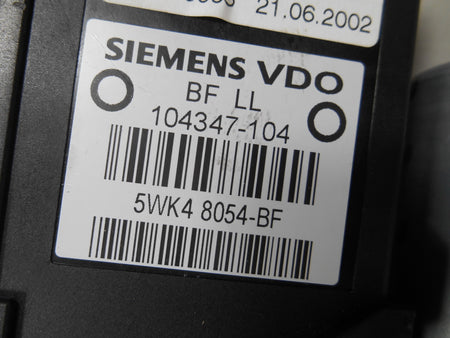 21.06.2002
SIEMENS VDO
BF LL
104347-104
5WK4 8054-BF